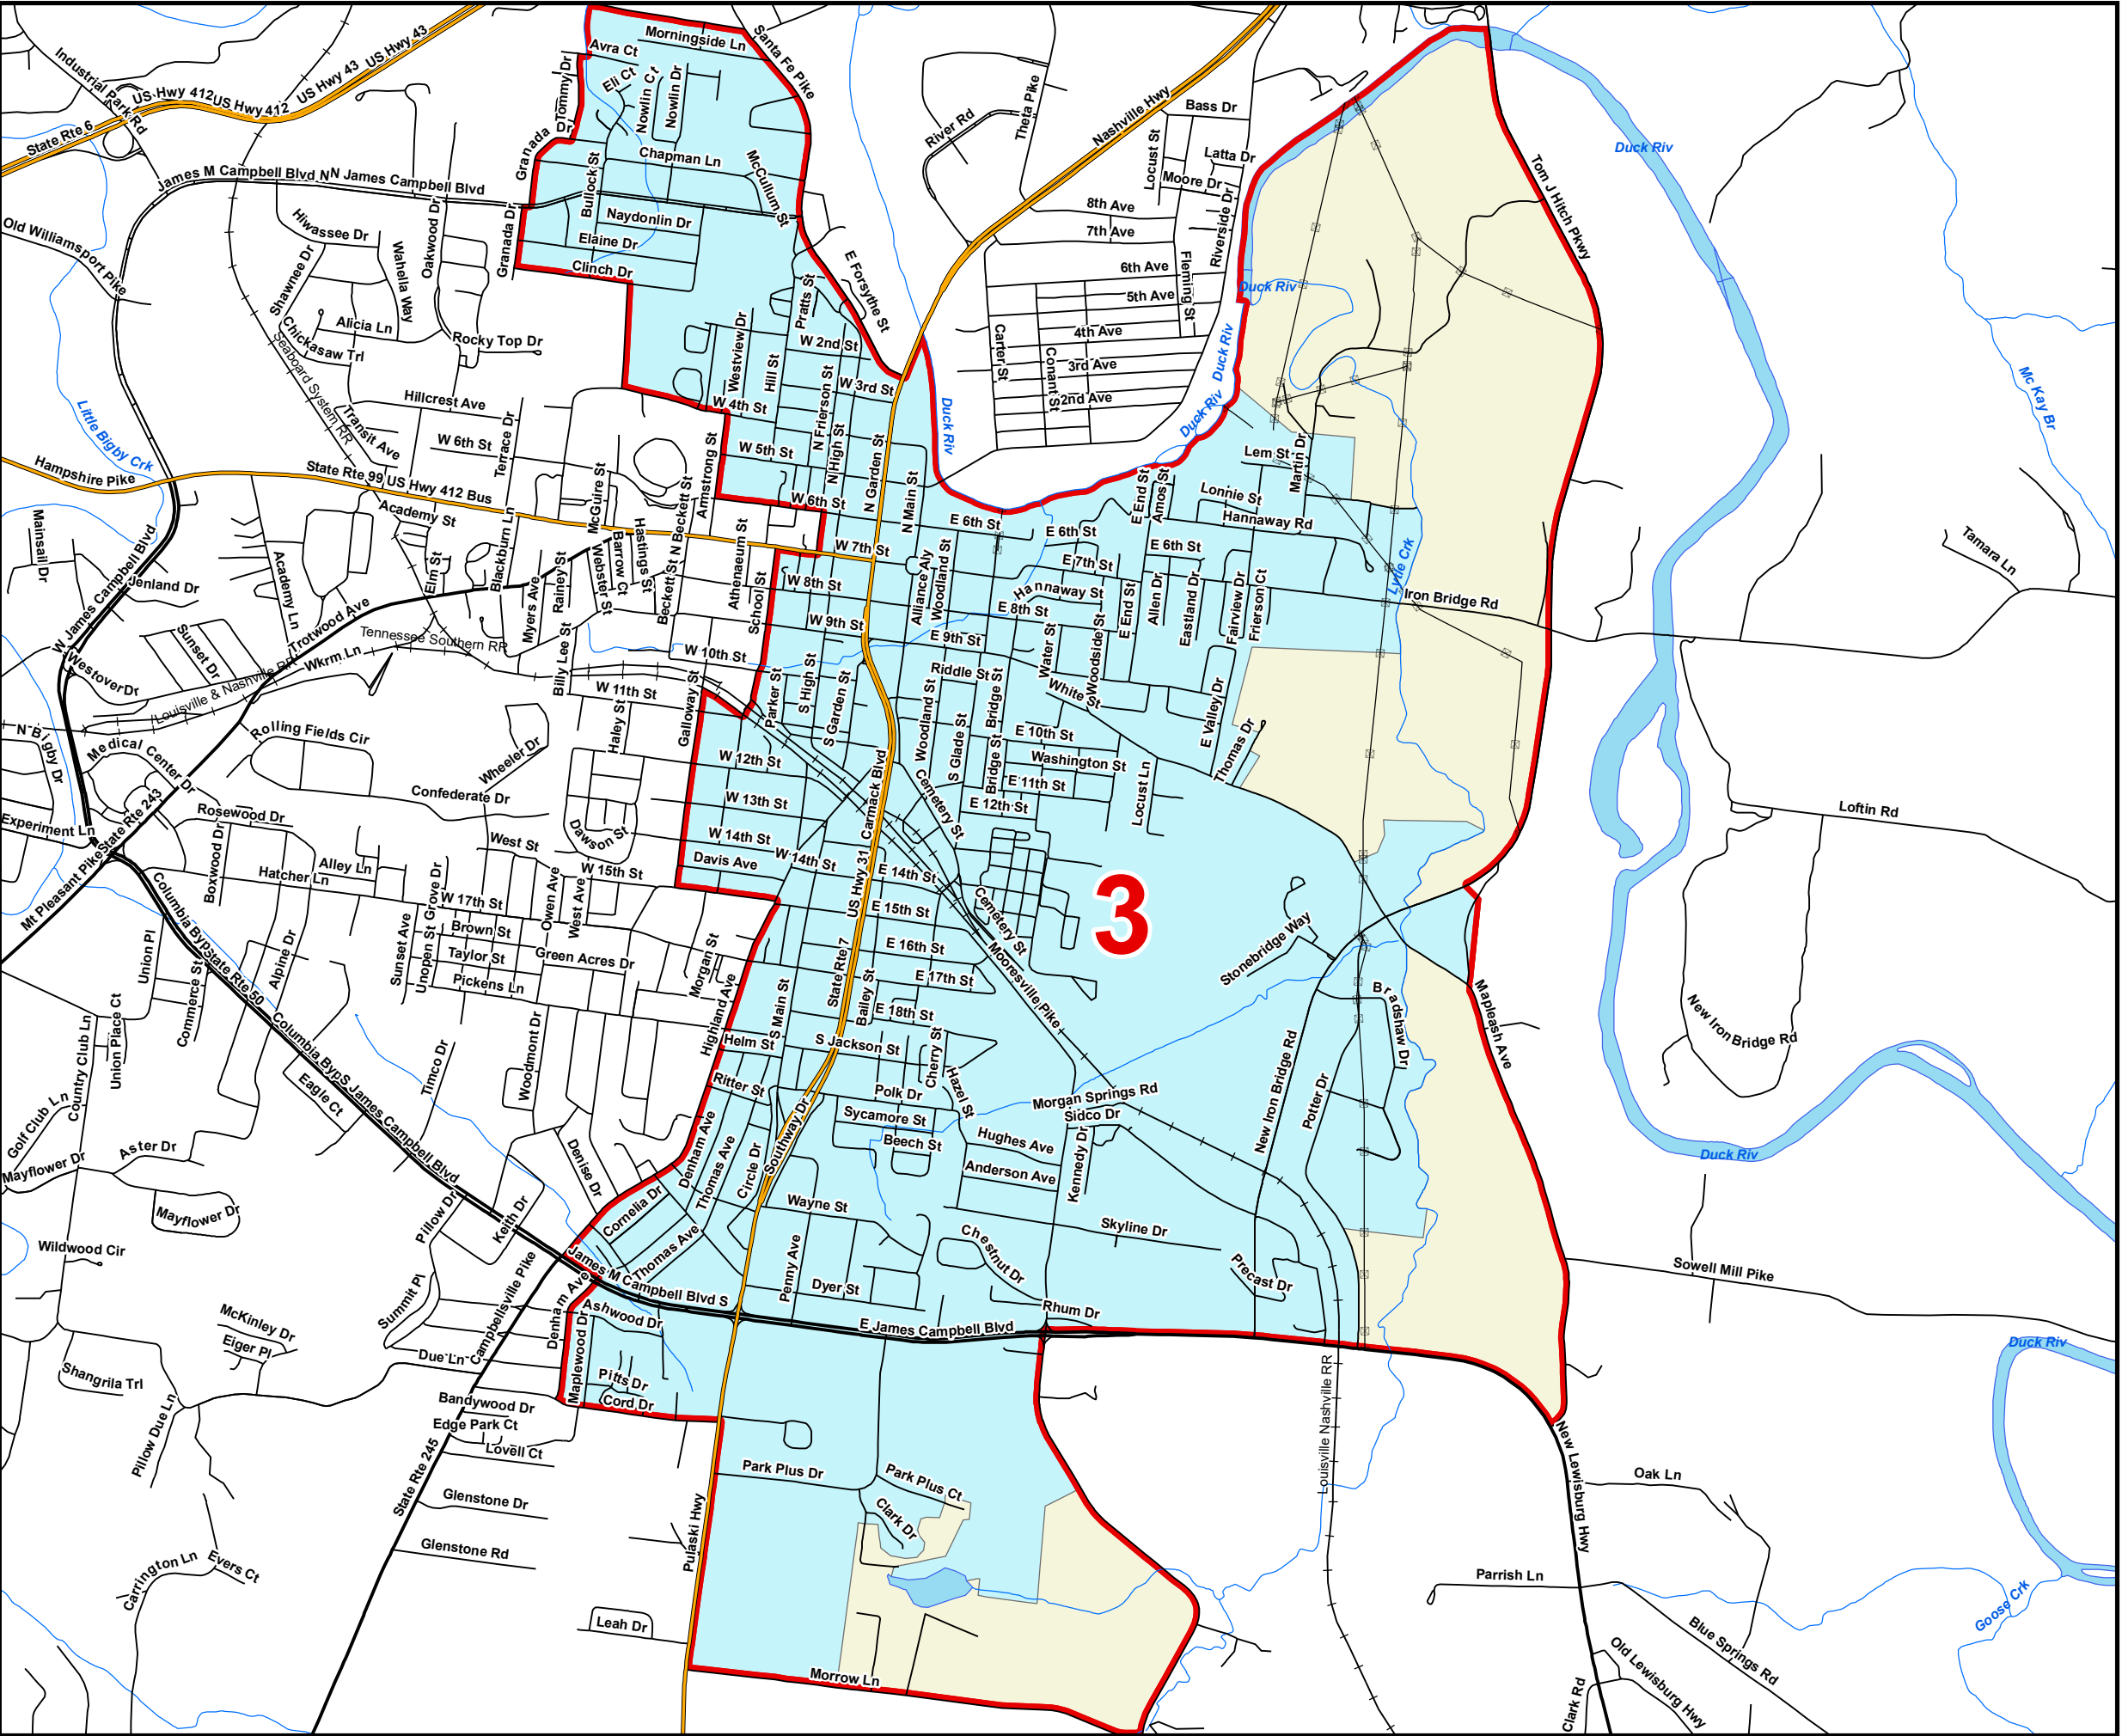 Industrial Park Rd
US Hwy 412
US Hwy 412
US Hwy 43
US Hwy 43
State Rte 6
James M Campbell Blvd N
N James Campbell Blvd
Old Williamsport Pike
Hiwassee Dr
Shawnee Dr
Wahella Way
Oakwood Dr
Alicia Ln
Chickasaw Trl
Rocky Top Dr
Seaboard System RR
Little Bigby Crk
Hillcrest Ave
Transit Ave
W 6th St
Terrace Dr
Hampshire Pike
State Rte 99
US Hwy 412 Bus
Academy St
Mainsail Dr
Jenland Dr
W James Campbell Blvd
Academy Ln
Elm St
Blackburn Ln
Myers Ave
Rainey St
McGuire St
Webster St
Barrow Ct
Hastings St
Beckett St
N Beckett St
Armstrong St
Athenaeum St
School St
Trotwood Ave
Tennessee Southern RR
Wkrm Ln
Louisville & Nashville RR
Sunset Dr
Westover Dr
Billy Lee St
W 10th St
W 11th St
Haley St
Galloway St
N Bigby Dr
Medical Center Dr
Rolling Fields Cir
Wheeler Dr
Confederate Dr
Experiment Ln
Mt Pleasant Pike
State Rte 243
Rosewood Dr
Boxwood Dr
Hatcher Ln
Alley Ln
West St
Dawson St
W 15th St
W 17th St
Owen Ave
West Ave
Brown St
Taylor St
Green Acres Dr
Pickens Ln
Sunset Ave
Unopen St
Grove Dr
Morgan St
Highland Ave
Columbia Byp
State Rte 50
Columbia Byp
S James Campbell Blvd
Union Pl
Commerce St
Alpine Dr
Country Club Ln
Union Place Ct
Golf Club Ln
Mayflower Dr
Aster Dr
Mayflower Dr
Eagle Ct
Timco Dr
Woodmont Dr
Denise Dr
Pillow Dr
Keith Dr
Wildwood Cir
Summit Pl
Campbellsville Pike
McKinley Dr
Eiger Pl
Shangrila Trl
Pillow Due Ln
Due Ln
Denham Ave
Bandywood Dr
Edge Park Ct
Lovell Ct
State Rte 245
Glenstone Dr
Glenstone Rd
Carrington Ln
Evers Ct
Leah Dr
Pulaski Hwy
Morningside Ln
Santa Fe Pike
Avra Ct
Tommy Dr
Eli Ct
Nowlin Ct
Nowlin Dr
Granada Dr
Chapman Ln
McCullum St
Bullock St
Naydonlin Dr
Granada Dr
Elaine Dr
Clinch Dr
E Forsythe St
Pratts St
Westview Dr
W 2nd St
Hill St
W 3rd St
N Frierson St
W 4th St
N High St
W 5th St
N Garden St
N Main St
W 6th St
W 7th St
W 8th St
W 9th St
Alliance Aly
Woodland St
E 6th St
E 6th St
E 6th St
E 7th St
Hannaway St
E 8th St
E 9th St
Riddle St
Water St
White St
Woodside St
E End St
E End St
Amos St
Lonnie St
Hannaway Rd
Lem St
Martin Dr
Allen Dr
Eastland Dr
Fairview Dr
Frierson Ct
E Valley Dr
Thomas Dr
Iron Bridge Rd
Lytle Crk
Parker St
S High St
S Garden St
Woodland St
Bridge St
Bridge St
S Glade St
E 10th St
Washington St
E 11th St
E 12th St
Locust Ln
W 12th St
W 13th St
W 14th St
W 14th St
Davis Ave
Carmack Blvd
US Hwy 31
Cemetery St
Cemetery St
E 14th St
E 15th St
E 16th St
E 17th St
E 18th St
State Rte 7
Bailey St
Mooresville Pike
3
Stonebridge Way
Bradshaw Dr
Mapleash Ave
New Iron Bridge Rd
Potter Dr
S Main St
Helm St
Ritter St
S Jackson St
Cherry St
Hazel St
Polk Dr
Sycamore St
Beech St
Hughes Ave
Anderson Ave
Kennedy Dr
Morgan Springs Rd
Sidco Dr
Southway Dr
Circle Dr
Denham Ave
Thomas Ave
Cornelia Dr
Thomas Ave
Wayne St
Penny Ave
Dyer St
Chestnut Dr
Skyline Dr
Precast Dr
Rhum Dr
James M Campbell Blvd S
E James Campbell Blvd
Ashwood Dr
Maplewood Dr
Pitts Dr
Cord Dr
Park Plus Dr
Park Plus Ct
Clark Dr
Morrow Ln
Louisville Nashville RR
River Rd
Theta Pike
Nashville Hwy
Bass Dr
Locust St
Latta Dr
Moore Dr
Riverside Dr
8th Ave
7th Ave
6th Ave
5th Ave
Fleming St
4th Ave
3rd Ave
2nd Ave
Carter St
Conant St
Duck Riv
Duck Riv
Duck Riv
Duck Riv
Duck Riv
Tom J Hitch Pkwy
Mc Kay Br
Tamara Ln
Loftin Rd
New Iron Bridge Rd
Duck Riv
Sowell Mill Pike
Duck Riv
New Lewisburg Hwy
Oak Ln
Parrish Ln
Blue Springs Rd
Goose Crk
Old Lewisburg Hwy
Clark Rd